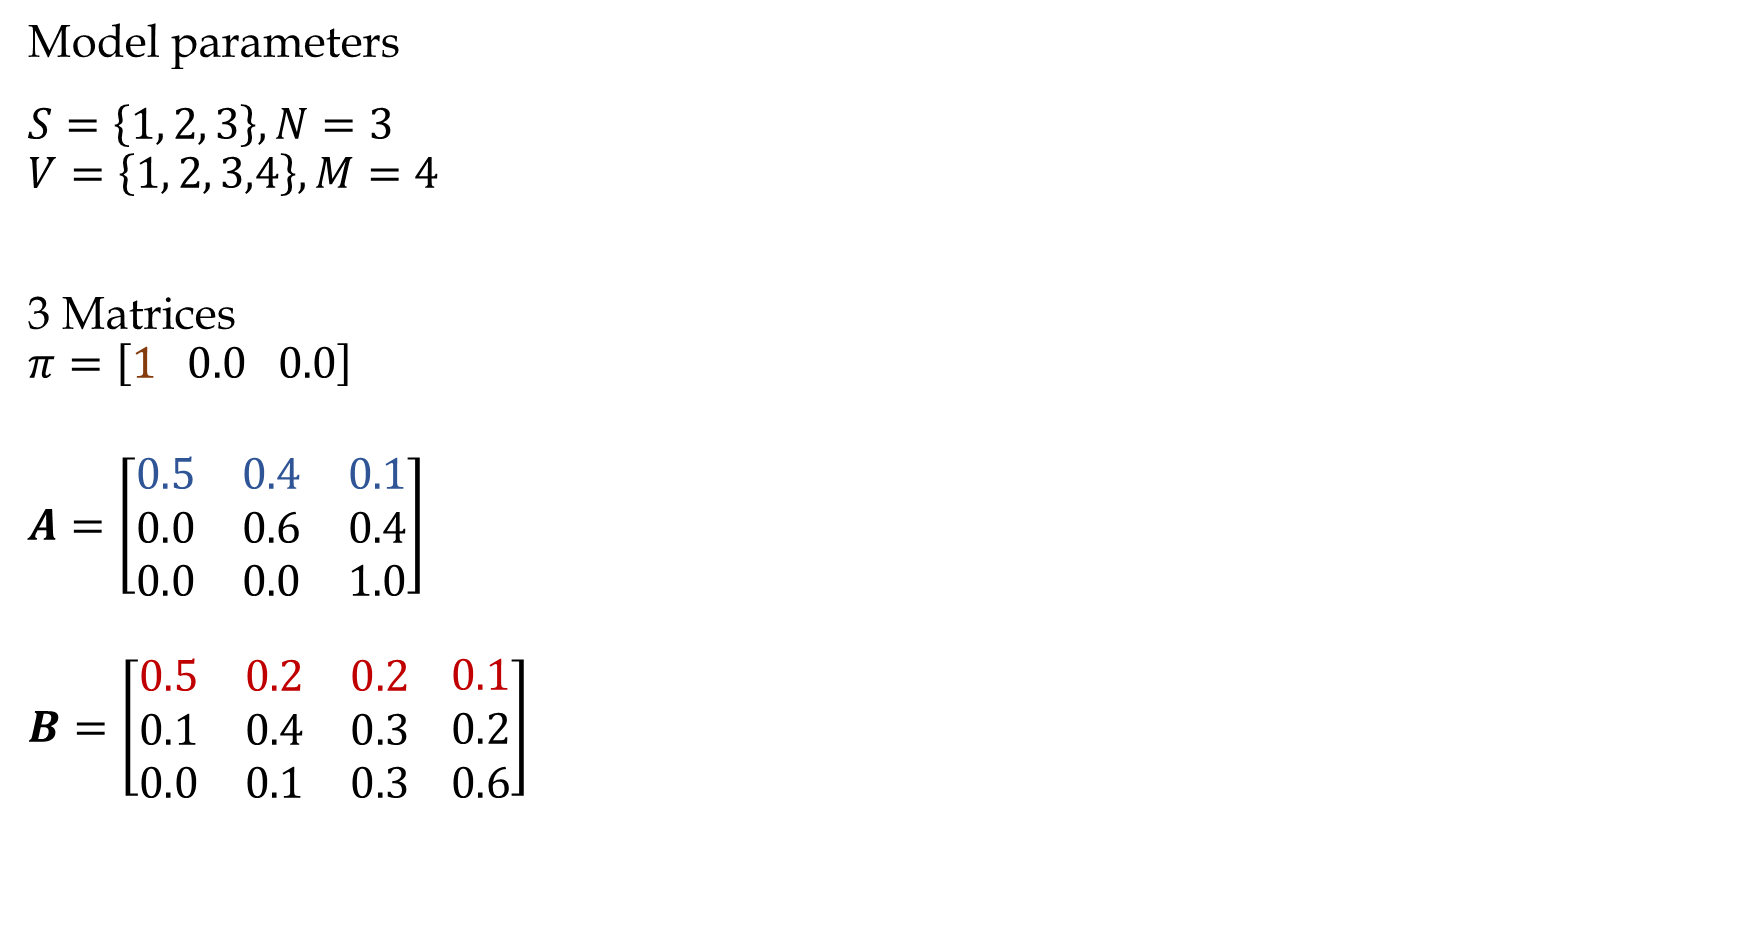 Model parameters
S = {1, 2, 3}, N = 3
V = {1, 2, 3,4}, M = 4
3 Matrices
π = [1 0.0 0.0]
A = [0.5 0.4 0.1
0.0 0.6 0.4
0.0 0.0 1.0]
B = [0.5 0.2 0.2 0.1
0.1 0.4 0.3 0.2
0.0 0.1 0.3 0.6]